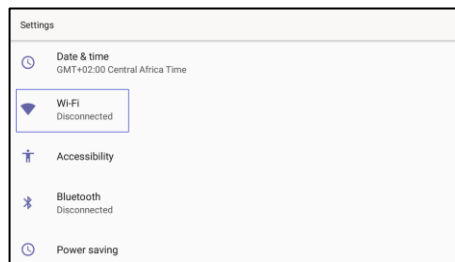 Settings
Date & time
GMT+02:00 Central Africa Time
Wi-Fi
Disconnected
Accessibility
Bluetooth
Disconnected
Power saving